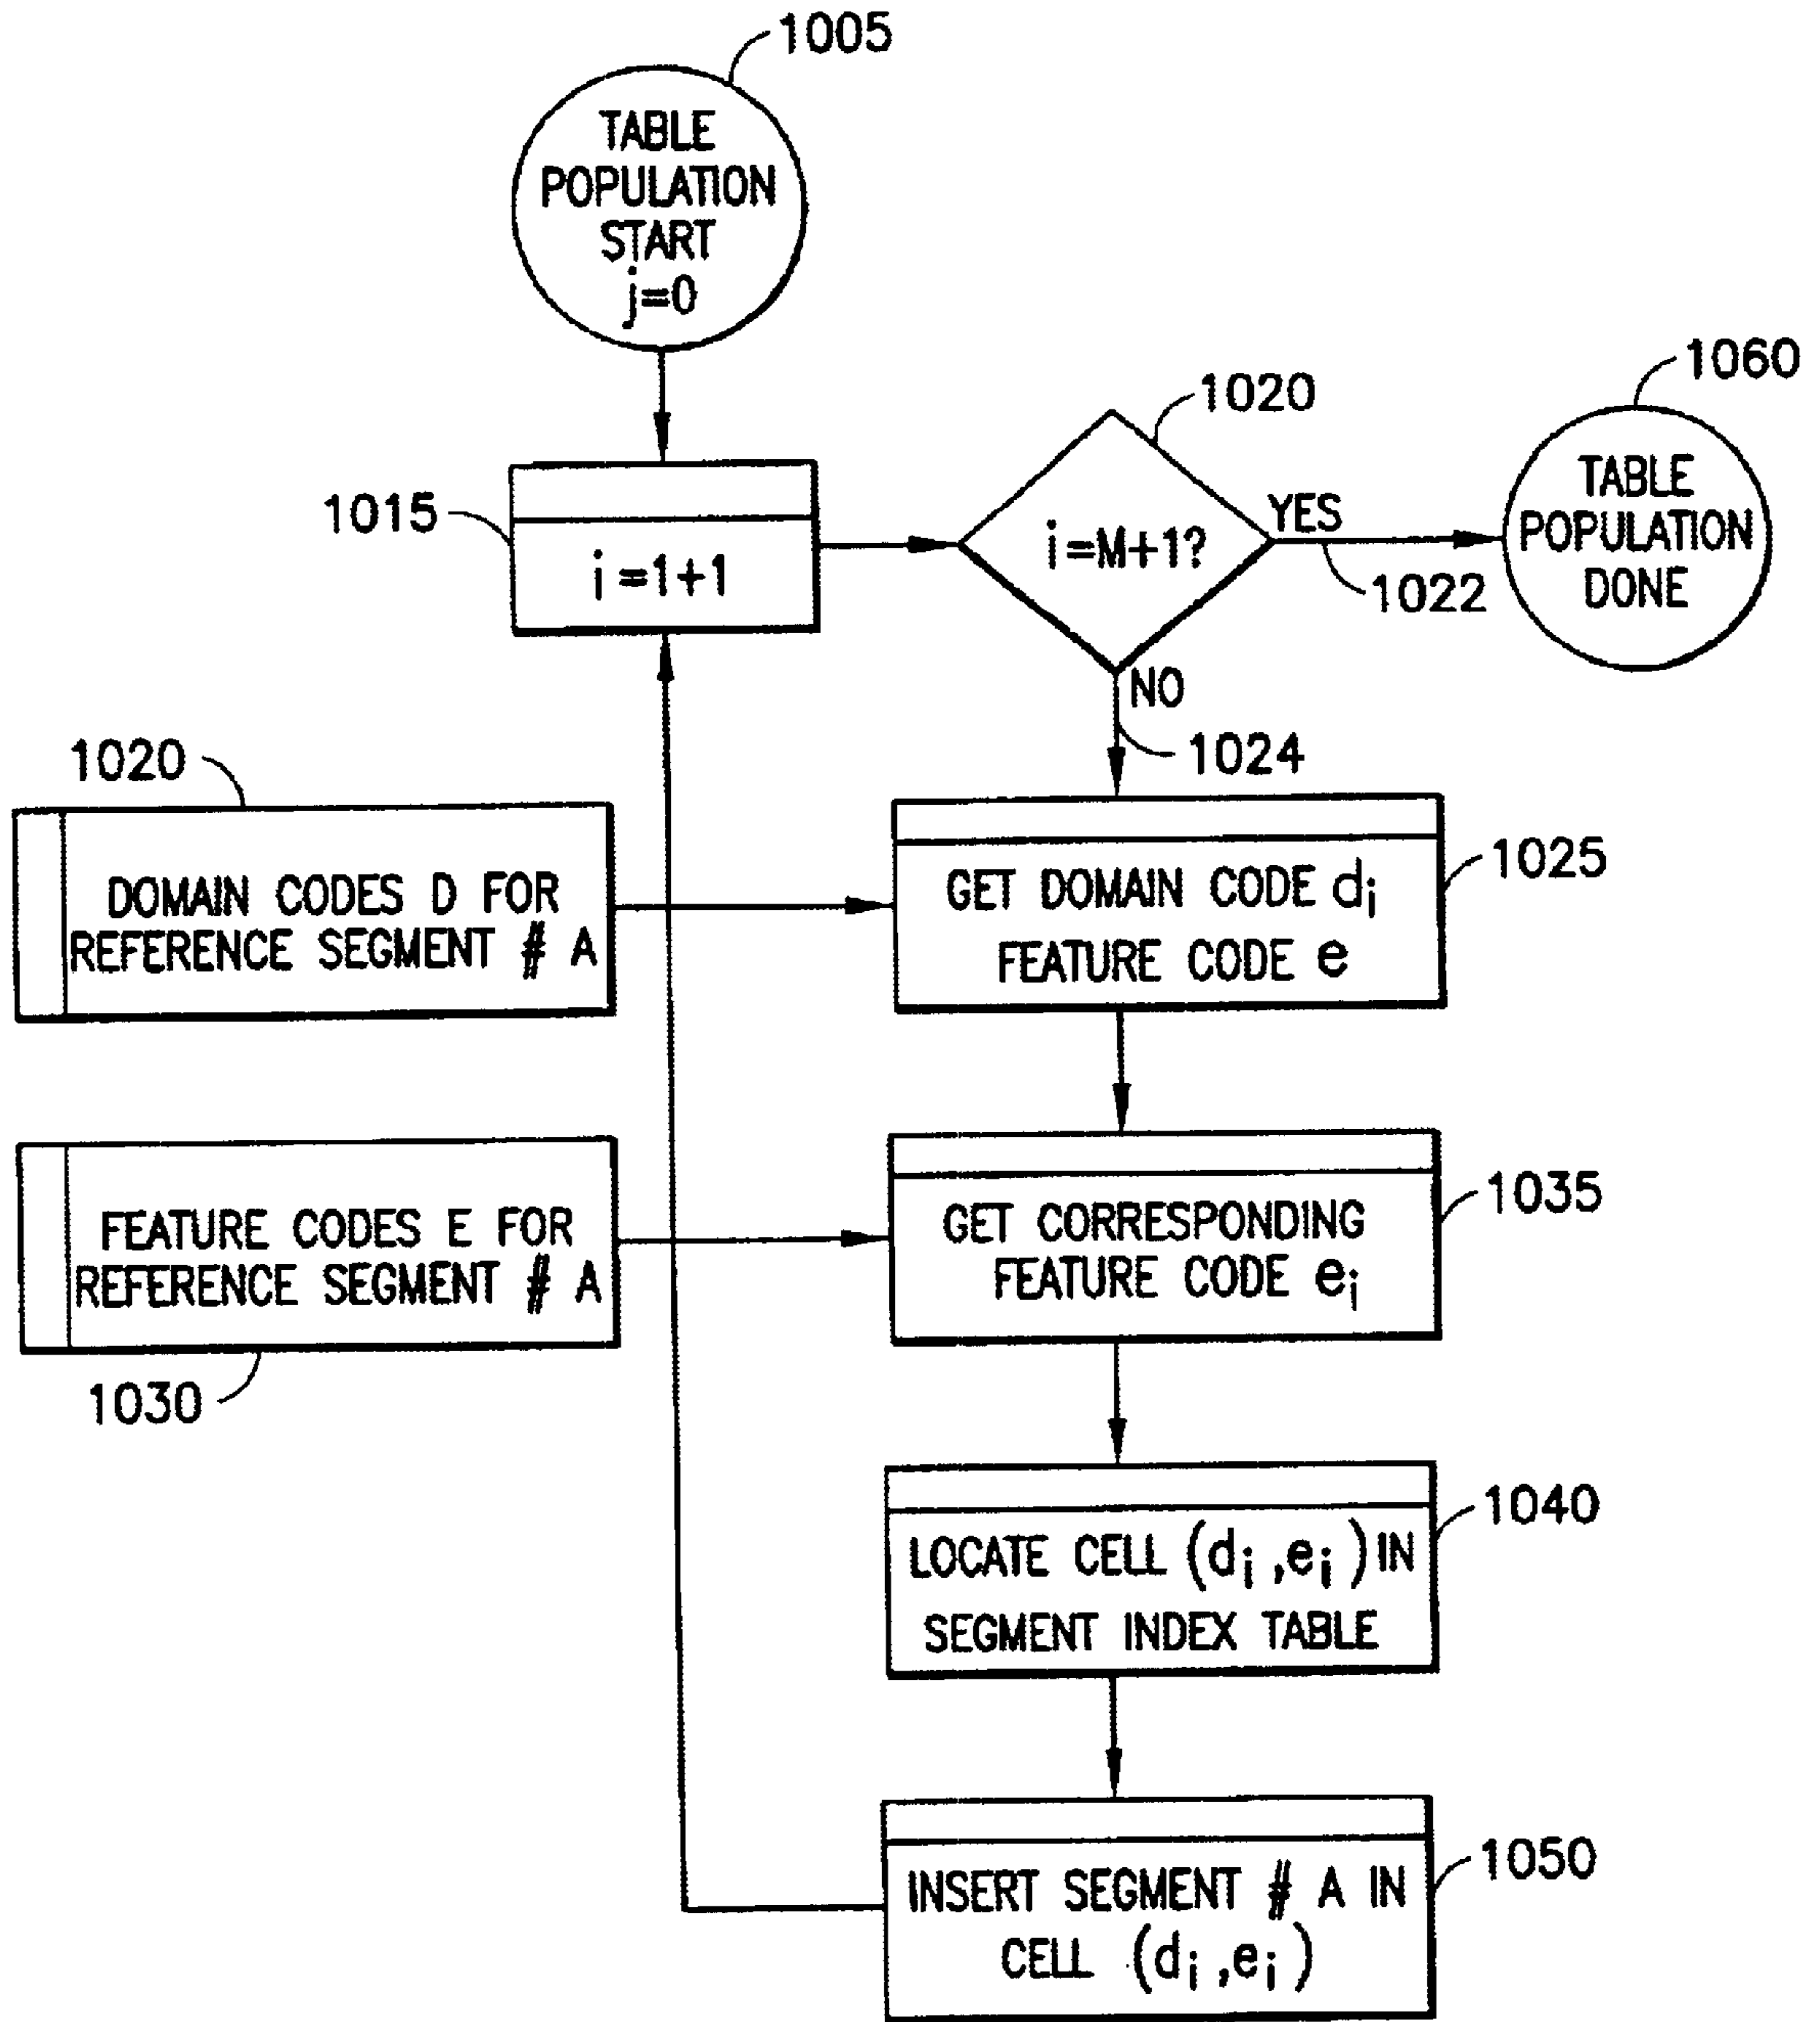 1005
TABLE
POPULATION
START
j=0
1015
i=1+1
1020
i=M+1?
YES
1022
1060
TABLE
POPULATION
DONE
NO
1024
1020
DOMAIN CODES D FOR
REFERENCE SEGMENT # A
GET DOMAIN CODE di
FEATURE CODE e
1025
FEATURE CODES E FOR
REFERENCE SEGMENT # A
1030
GET CORRESPONDING
FEATURE CODE ei
1035
LOCATE CELL (di,ei) IN
SEGMENT INDEX TABLE
1040
INSERT SEGMENT # A IN
CELL (di,ei)
1050